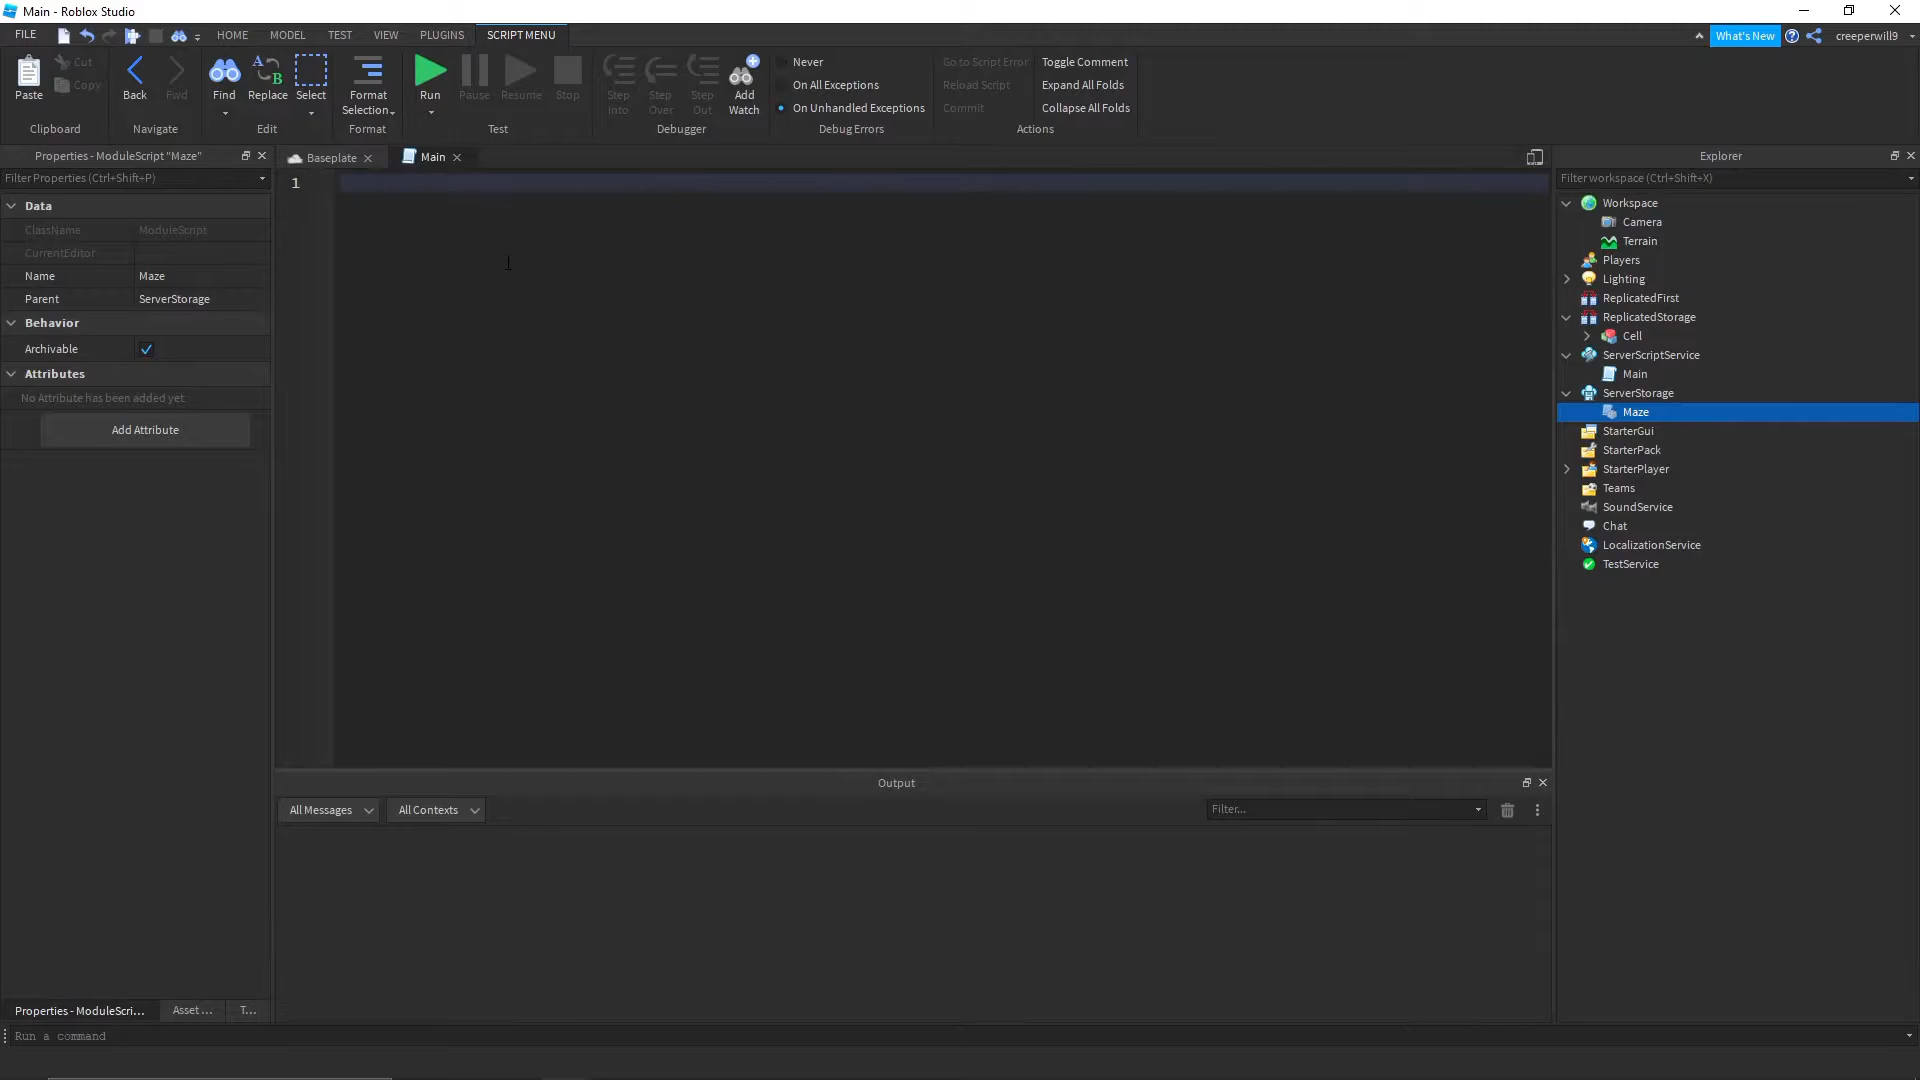 Main - Roblox Studio
FILE HOME MODEL TEST VIEW PLUGINS SCRIPT MENU What's New creeperwill9
Paste Cut Copy
Clipboard
Back Fwd
Navigate
Find Replace Select
Edit
Format Selection
Format
Run Pause Resume Stop
Test
Step Into Step Over Step Out Add Watch
Debugger
Never
On All Exceptions
On Unhandled Exceptions
Debug Errors
Go to Script Error Toggle Comment
Reload Script Expand All Folds
Commit Collapse All Folds
Actions
Properties - ModuleScript "Maze"
Filter Properties (Ctrl+Shift+P)
Data
ClassName ModuleScript
CurrentEditor
Name Maze
Parent ServerStorage
Behavior
Archivable
Attributes
No Attribute has been added yet
Add Attribute
Properties - ModuleScri... Asset ... T...
Baseplate Main
1
Output
All Messages All Contexts Filter...
Explorer
Filter workspace (Ctrl+Shift+X)
Workspace
Camera
Terrain
Players
Lighting
ReplicatedFirst
ReplicatedStorage
Cell
ServerScriptService
Main
ServerStorage
Maze
StarterGui
StarterPack
StarterPlayer
Teams
SoundService
Chat
LocalizationService
TestService
Run a command